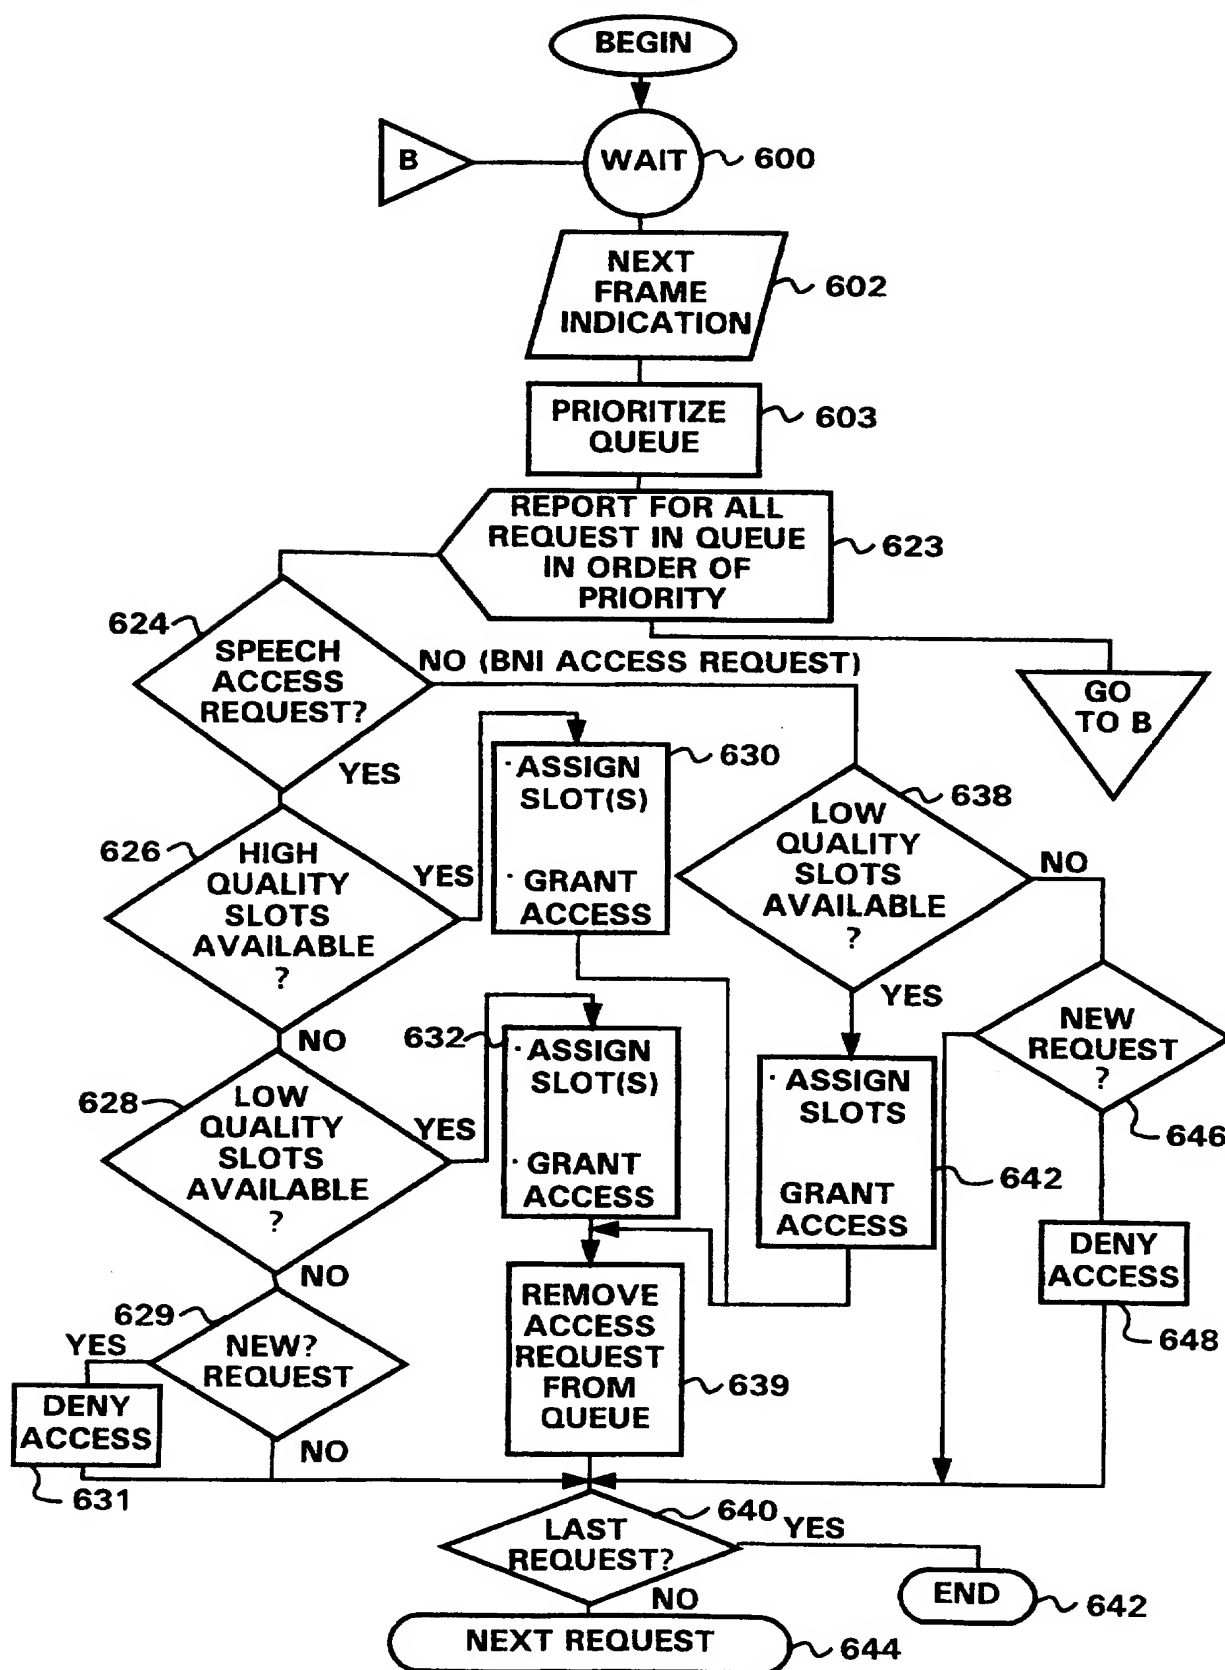 BEGIN
B
WAIT
600
NEXT
FRAME
INDICATION
602
PRIORITIZE
QUEUE
603
REPORT FOR ALL
REQUEST IN QUEUE
IN ORDER OF
PRIORITY
623
624
SPEECH
ACCESS
REQUEST?
NO (BNI ACCESS REQUEST)
YES
GO
TO B
626
HIGH
QUALITY
SLOTS
AVAILABLE
?
YES
NO
·ASSIGN
SLOT(S)
·GRANT
ACCESS
630
638
LOW
QUALITY
SLOTS
AVAILABLE
?
NO
YES
628
LOW
QUALITY
SLOTS
AVAILABLE
?
YES
NO
632
·ASSIGN
SLOT(S)
·GRANT
ACCESS
·ASSIGN
SLOTS
GRANT
ACCESS
642
NEW
REQUEST
?
646
DENY
ACCESS
648
629
NEW?
REQUEST
YES
NO
DENY
ACCESS
631
REMOVE
ACCESS
REQUEST
FROM
QUEUE
639
640
LAST
REQUEST?
YES
NO
END
642
NEXT REQUEST
644